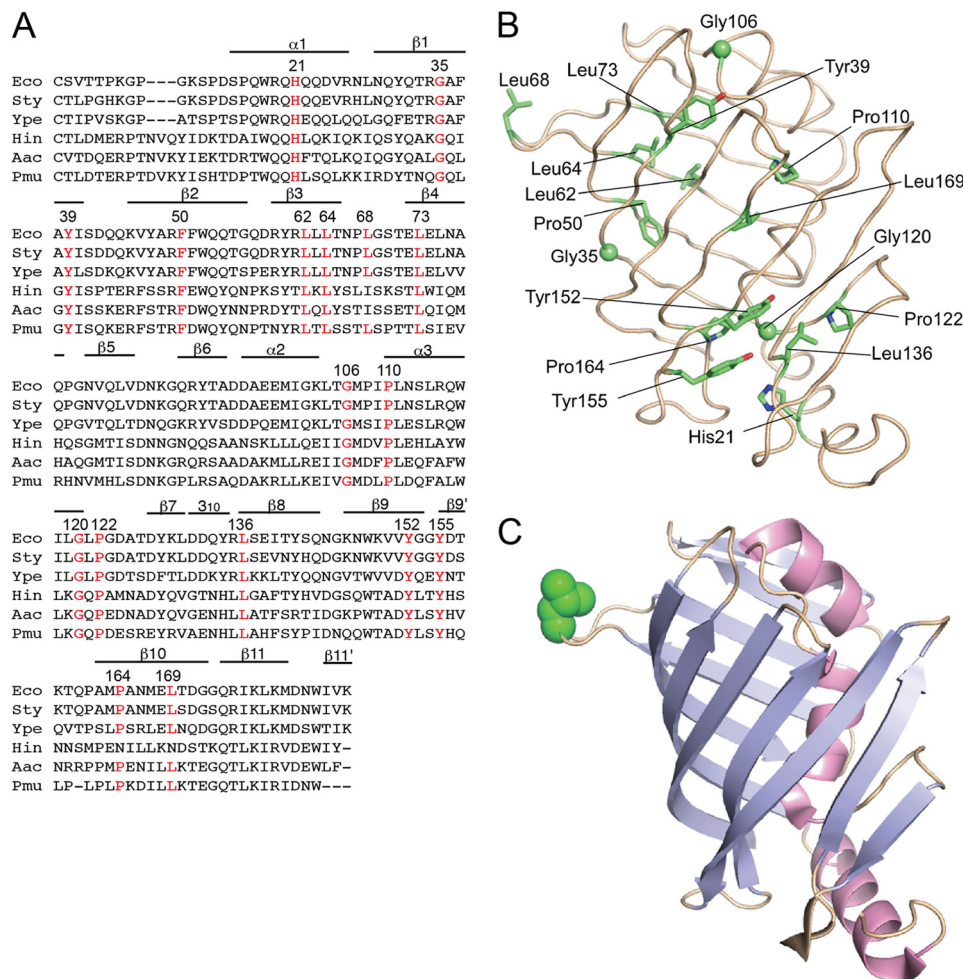 A
α1 β1
21 35
Eco CSVTTPKGP---GKSPDSPQWRQHQQDVRNLNQYQTRGAF
Sty CTLPGHKGP---GKSPDSPQWRQHQQEVRHLNQYQTRGAF
Ype CTIPVSKGP---ATSPTSPQWRQHEQQLQQLGQFETRGAF
Hin CTLDMERPTNVQYIDKTDAIWQQHLQKIQKIQSYQAKGQI
Aac CVTDQERPTNVKYIEKTDRTWQQHFTQLKQIQGYQALGQL
Pmu CTLDTERPTDVKYISHTDPTWQQHLSQLKKIRDYTNQGQL
β2 β3 β4
39 50 62 64 68 73
Eco AYISDQQKVYARFFWQQTGQDRYRLLLTNPLGSTELELNA
Sty AYLSDQQKVYARFFWQQTGQDRYRLLLTNPLGSTELELNA
Ype AYLSDKQKVYARFFWQQTSPERYRLLLTNPLGSTELELVV
Hin GYISSKERFSARFFWQYQNPKSYTLKLYSLISKSTLWIQM
Aac GYISSKERFSTRFDWQYNNPRDYTLQLYSTISSTTLQIQM
Pmu GYISQKERFSTRFDWQYQNPTNYRLTLSSTLSPTTLSIEV
β5 β6 α2 α3
106 110
Eco QPGNVQLVDNKGQRYTADDAEEMIGKLTGMPIPLNSLRQW
Sty QPGNVQLVDNKGQRYTADDAEEMIGKLTGMPIPLNSLRQW
Ype QPGVTQLTDNQGKRYVSDDPQEMIQKLTGMSIPLESLRQW
Hin HQSGMTISDNNGNQQSAANSKLLLQEIIGMDVPLEHLAYW
Aac HAQGMTISDNKGRQRSAADAKMLLREIIGMDFPLEQFAFW
Pmu RHNVMHLSDNKGKPLRSADAKRLLKEIVGMDLPLDQFALW
β7 3₁₀ β8 β9 β9'
120 122 136 152 155
Eco ILGLPGDATDYKLDDQYRLSEITYSQNGKNWKVVYGGYDT
Sty ILGLPGDATDYKLDDQYRLSEVNYHQDGKNWKVVYGGYDS
Ype ILGLPGDTSDFTLDDKYRLKKLTYQQNGVTWVVDYQEYNT
Hin LKGQPAMNADYQVGTNHLLGAFTYHVDGSQWTADYLTYHS
Aac LKGQPEDNADYQVGENHLLATFSRTIDGKPWTADYLSYHV
Pmu LKGQPDESREYRVAENHLLAHFSYPIDNQQWTADYLSYHQ
β10 β11 β11'
164 169
Eco KTQPAMPANMELTDGGQRIKLKMDNWIVK
Sty KTQPAMPANMELSDGSQRIKLKMDNWIVK
Ype QVTPSLPSRLELNQDGQRIKLKMDSWTIK
Hin NNSMPENILLKNDSTKQTLKIRVDEWIY-
Aac NRRPPMPENILLKTEGQTLKIRVDEWLF-
Pmu LP-LPLPKDILLKTEGQTLKIRIDNW---
B
Gly106
Leu73
Tyr39
Leu68
Pro110
Leu64
Leu62
Leu169
Pro50
Gly120
Gly35
Tyr152
Pro122
Pro164
Leu136
Tyr155
His21
C